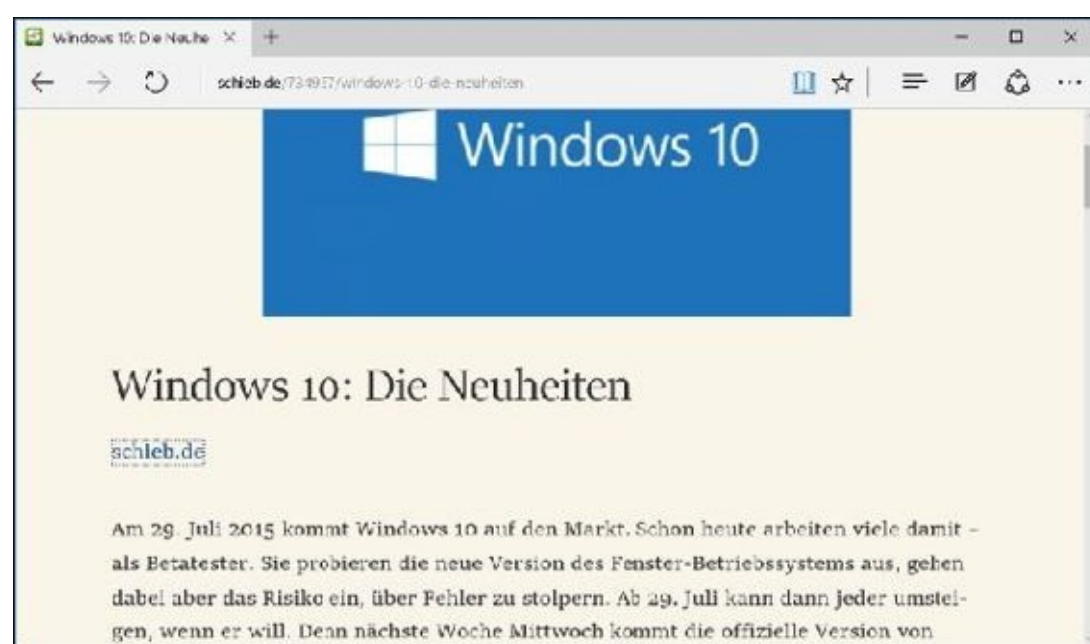 Windows 10: Die Neuhe
schieb.de/734957/windows-10-die-neuheiten
Windows 10
Windows 10: Die Neuheiten
schieb.de
Am 29. Juli 2015 kommt Windows 10 auf den Markt. Schon heute arbeiten viele damit –
als Betatester. Sie probieren die neue Version des Fenster-Betriebssystems aus, gehen
dabei aber das Risiko ein, über Fehler zu stolpern. Ab 29. Juli kann dann jeder umstei-
gen, wenn er will. Denn nächste Woche Mittwoch kommt die offizielle Version von